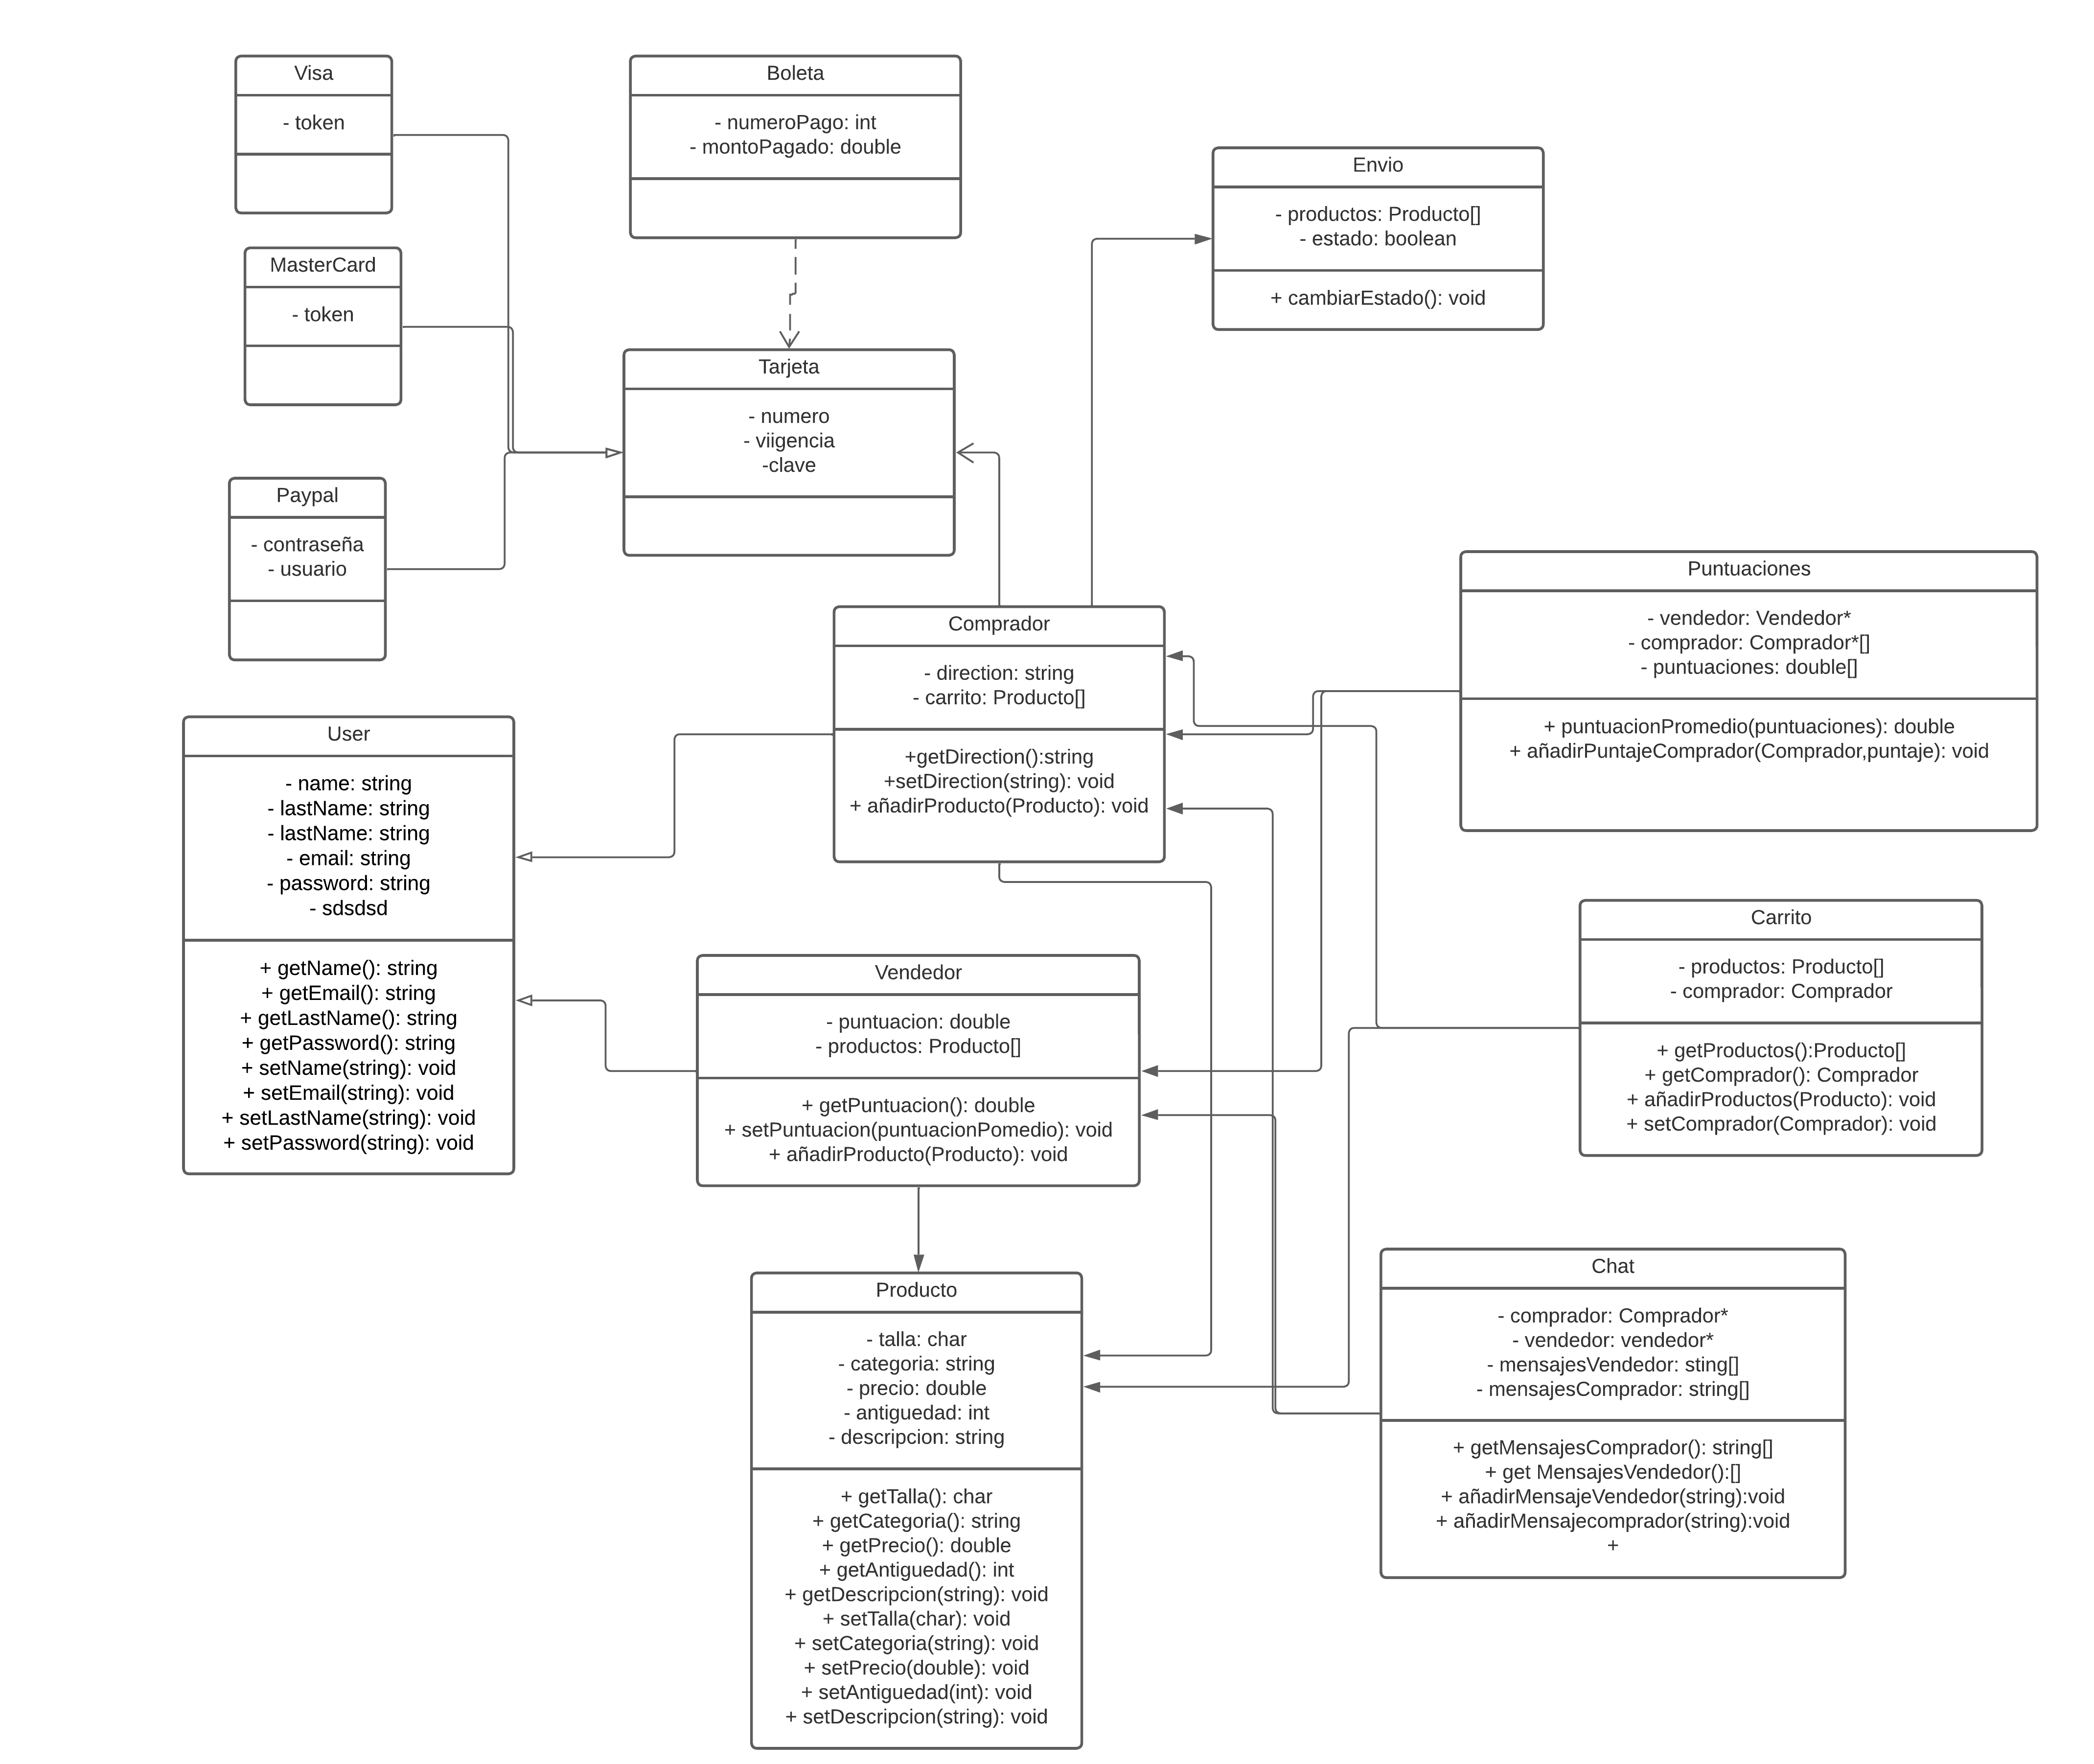 Visa
- token
Boleta
- numeroPago: int
- montoPagado: double
Envio
- productos: Producto[]
- estado: boolean
+ cambiarEstado(): void
MasterCard
- token
Tarjeta
- numero
- viigencia
-clave
Paypal
- contraseña
- usuario
Puntuaciones
- vendedor: Vendedor*
- comprador: Comprador*[]
- puntuaciones: double[]
+ puntuacionPromedio(puntuaciones): double
+ añadirPuntajeComprador(Comprador,puntaje): void
Comprador
- direction: string
- carrito: Producto[]
+getDirection():string
+setDirection(string): void
+ añadirProducto(Producto): void
User
- name: string
- lastName: string
- lastName: string
- email: string
- password: string
- sdsdsd
+ getName(): string
+ getEmail(): string
+ getLastName(): string
+ getPassword(): string
+ setName(string): void
+ setEmail(string): void
+ setLastName(string): void
+ setPassword(string): void
Carrito
- productos: Producto[]
- comprador: Comprador
+ getProductos():Producto[]
+ getComprador(): Comprador
+ añadirProductos(Producto): void
+ setComprador(Comprador): void
Vendedor
- puntuacion: double
- productos: Producto[]
+ getPuntuacion(): double
+ setPuntuacion(puntuacionPomedio): void
+ añadirProducto(Producto): void
Chat
- comprador: Comprador*
- vendedor: vendedor*
- mensajesVendedor: sting[]
- mensajesComprador: string[]
+ getMensajesComprador(): string[]
+ get MensajesVendedor():[]
+ añadirMensajeVendedor(string):void
+ añadirMensajecomprador(string):void
+
Producto
- talla: char
- categoria: string
- precio: double
- antiguedad: int
- descripcion: string
+ getTalla(): char
+ getCategoria(): string
+ getPrecio(): double
+ getAntiguedad(): int
+ getDescripcion(string): void
+ setTalla(char): void
+ setCategoria(string): void
+ setPrecio(double): void
+ setAntiguedad(int): void
+ setDescripcion(string): void